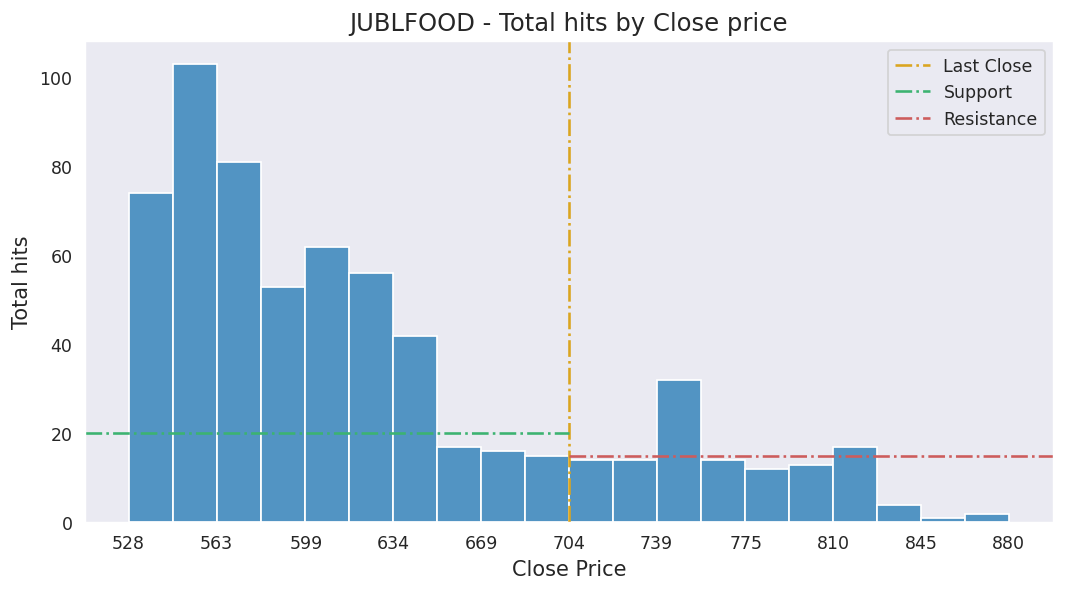 JUBLFOOD - Total hits by Close price
Last Close
Support
Resistance
Total hits
100
80
60
40
20
0
528 563 599 634 669 704 739 775 810 845 880
Close Price